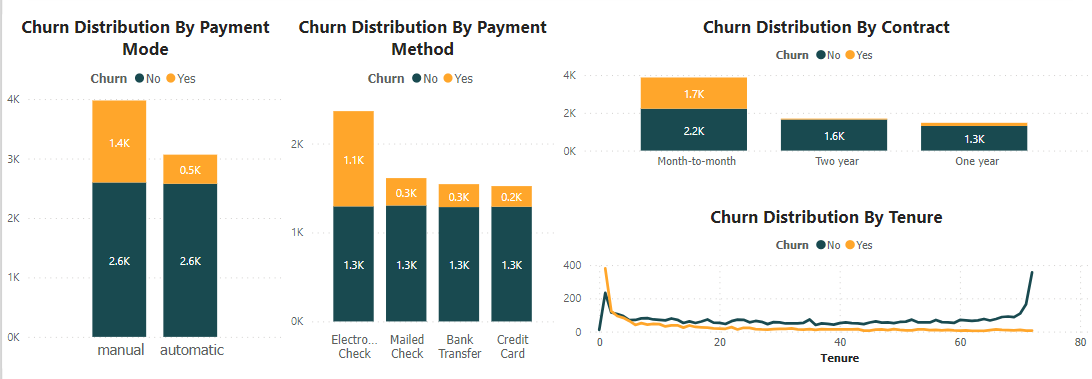 Churn Distribution By Payment
Mode
Churn No Yes
4K
3K
2K
1K
0K
1.4K
0.5K
2.6K
2.6K
manual
automatic
Churn Distribution By Payment
Method
Churn No Yes
2K
1K
0K
1.1K
0.3K
0.3K
0.2K
1.3K
1.3K
1.3K
1.3K
Electro...
Check
Mailed
Check
Bank
Transfer
Credit
Card
Churn Distribution By Contract
Churn No Yes
4K
2K
0K
1.7K
2.2K
1.6K
1.3K
Month-to-month
Two year
One year
Churn Distribution By Tenure
Churn No Yes
400
200
0
0
20
40
60
80
Tenure